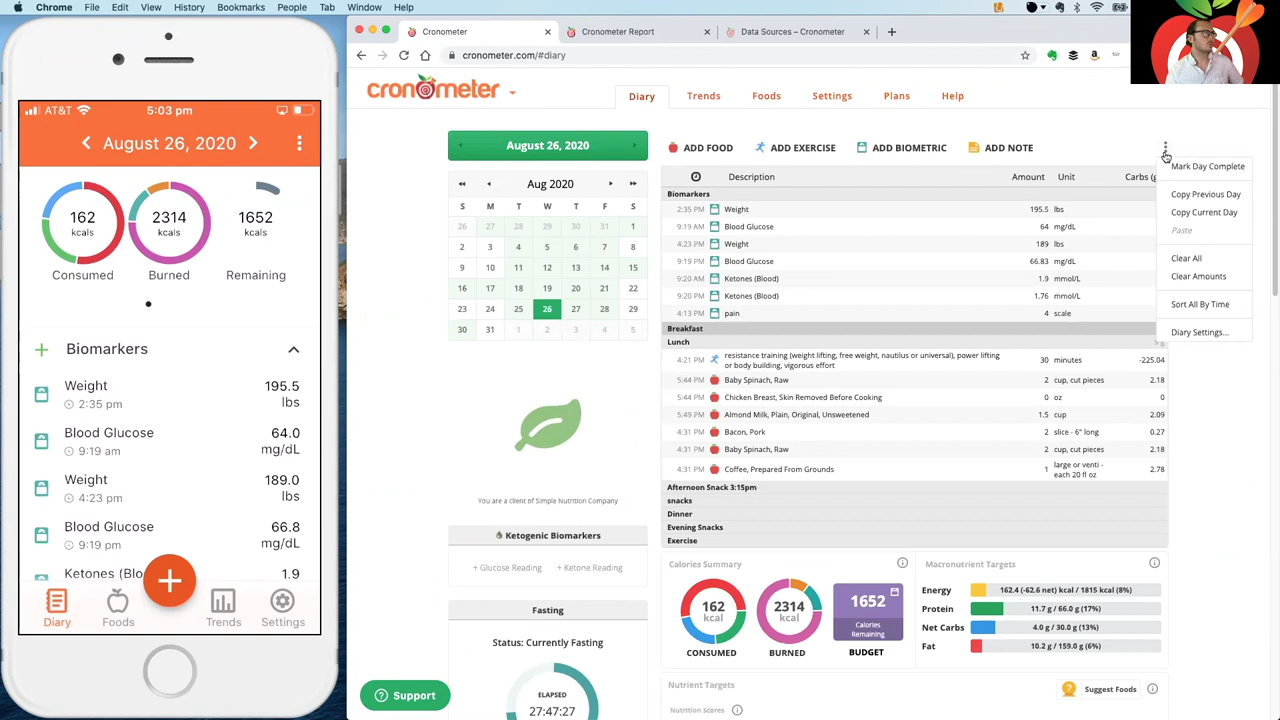 Chrome File Edit View History Bookmarks People Tab Window Help
AT&T 5:03 pm
August 26, 2020
162 kcals
2314 kcals
1652 kcals
Consumed Burned Remaining
Biomarkers
Weight 195.5
2:35 pm lbs
Blood Glucose 64.0
9:19 am mg/dL
Weight 189.0
4:23 pm lbs
Blood Glucose 66.8
9:19 pm mg/dL
Ketones (Blo 1.9
+
Diary Foods Trends Settings
Cronometer
Cronometer Report
Data Sources – Cronometer
cronometer.com/#diary
cronometer
Diary Trends Foods Settings Plans Help
August 26, 2020
Aug 2020
S M T W T F S
26 27 28 29 30 31 1
2 3 4 5 6 7 8
9 10 11 12 13 14 15
16 17 18 19 20 21 22
23 24 25 26 27 28 29
30 31 1 2 3 4 5
You are a client of Simple Nutrition Company
Ketogenic Biomarkers
+ Glucose Reading + Ketone Reading
Fasting
Status: Currently Fasting
ELAPSED
27:47:27
Support
ADD FOOD ADD EXERCISE ADD BIOMETRIC ADD NOTE
Description Amount Unit Carbs (g
Biomarkers
2:35 PM Weight 195.5 lbs
9:19 AM Blood Glucose 64 mg/dL
4:23 PM Weight 189 lbs
9:19 PM Blood Glucose 66.83 mg/dL
9:20 AM Ketones (Blood) 1.9 mmol/L
9:20 PM Ketones (Blood) 1.76 mmol/L
4:13 PM pain 4 scale
Breakfast
Lunch
4:21 PM resistance training (weight lifting, free weight, nautilus or universal), power lifting 30 minutes -225.04
or body building, vigorous effort
5:44 PM Baby Spinach, Raw 2 cup, cut pieces 2.18
5:44 PM Chicken Breast, Skin Removed Before Cooking 0 oz 0
5:49 PM Almond Milk, Plain, Original, Unsweetened 1.5 cup 2.09
4:31 PM Bacon, Pork 2 slice - 6" long 0.27
4:31 PM Baby Spinach, Raw 2 cup, cut pieces 2.18
4:31 PM Coffee, Prepared From Grounds 1 large or venti - 2.78
each 20 fl oz
Afternoon Snack 3:15pm
snacks
Dinner
Evening Snacks
Exercise
Mark Day Complete
Copy Previous Day
Copy Current Day
Paste
Clear All
Clear Amounts
Sort All By Time
Diary Settings...
Calories Summary
162 kcal
2314 kcal
1652
Calories
Remaining
CONSUMED BURNED BUDGET
Macronutrient Targets
Energy 162.4 (-62.6 net) kcal / 1815 kcal (8%)
Protein 11.7 g / 66.0 g (17%)
Net Carbs 4.0 g / 30.0 g (13%)
Fat 10.2 g / 159.0 g (6%)
Nutrient Targets
Suggest Foods
Nutrition Scores